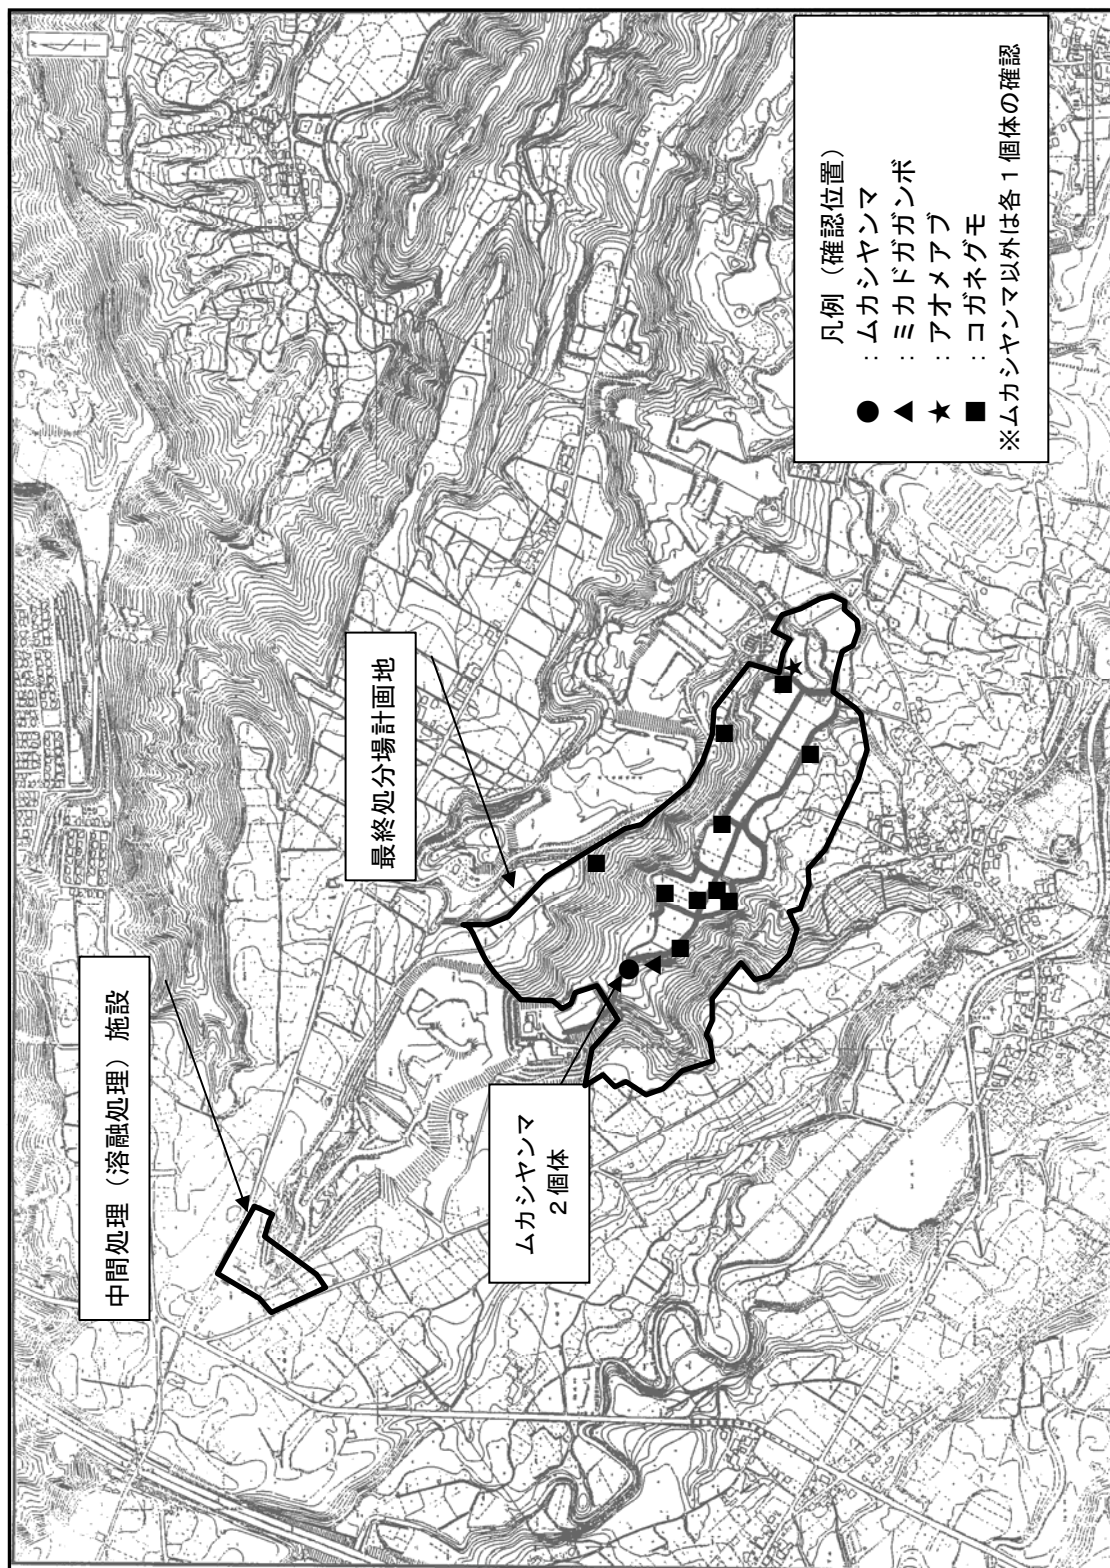 中間処理（溶融処理）施設
最終処分場計画地
ムカシヤンマ
２個体
凡例（確認位置）
●：ムカシヤンマ
▲：ミカドガガンボ
★：アオメアブ
■：コガネグモ
※ムカシヤンマ以外は各１個体の確認